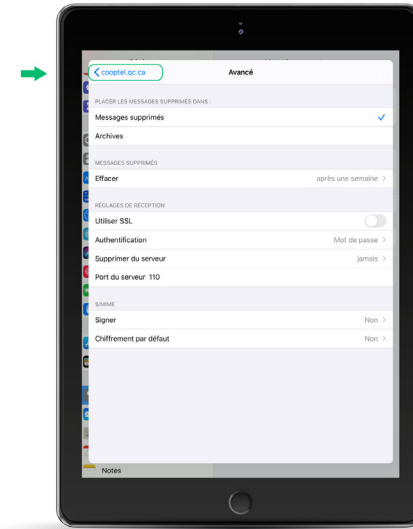 cooptel.qc.ca
Avancé
PLACER LES MESSAGES SUPPRIMÉS DANS :
Messages supprimés
Archives
MESSAGES SUPPRIMÉS
Effacer après une semaine
RÉGLAGES DE RÉCEPTION
Utiliser SSL
Authentification Mot de passe
Supprimer du serveur jamais
Port du serveur 110
S/MIME
Signer Non
Chiffrement par défaut Non
Notes